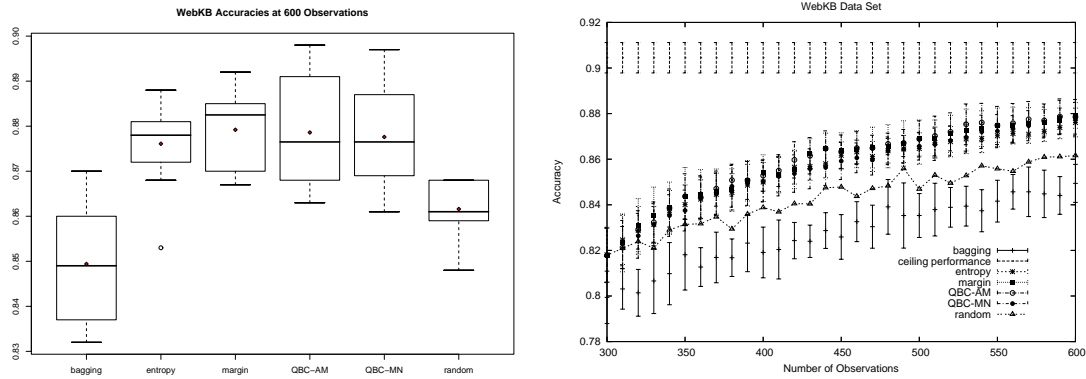 WebKB Accuracies at 600 Observations
0.90
0.89
0.88
0.87
0.86
0.85
0.84
0.83
bagging
entropy
margin
QBC−AM
QBC−MN
random
WebKB Data Set
0.92
0.9
0.88
0.86
0.84
0.82
0.8
0.78
Accuracy
bagging
ceiling performance
entropy
margin
QBC-AM
QBC-MN
random
300
350
400
450
500
550
600
Number of Observations